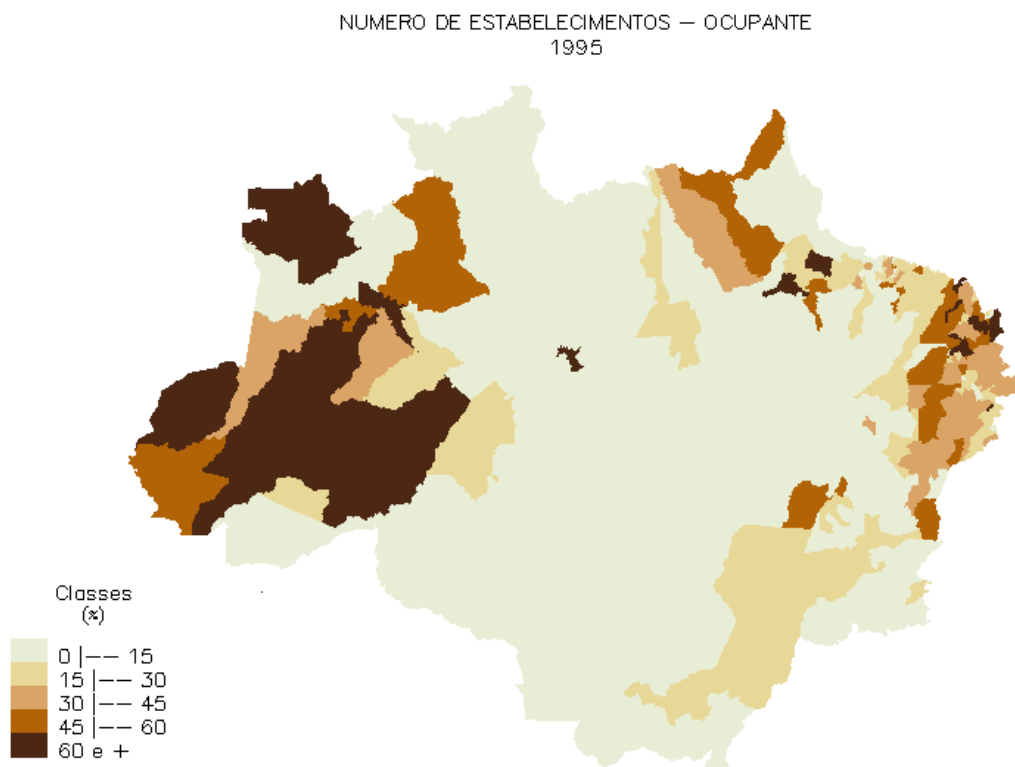 NUMERO DE ESTABELECIMENTOS – OCUPANTE
1995
Classes
(%)
0 |–– 15
15 |–– 30
30 |–– 45
45 |–– 60
60 e +